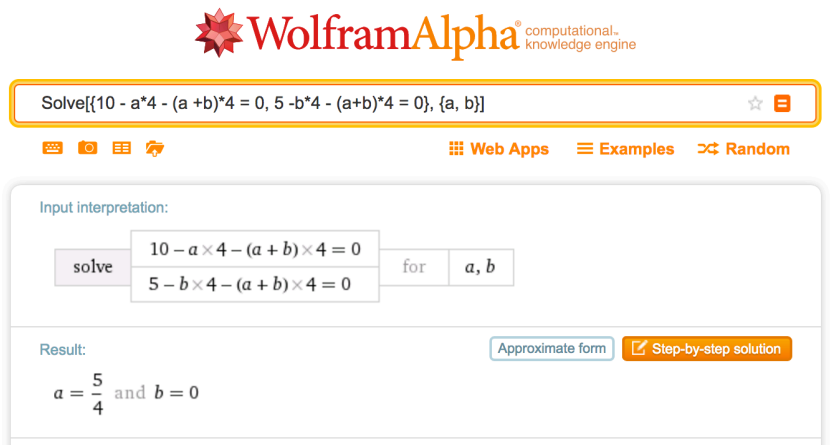 WolframAlpha® computational™
knowledge engine
Solve[{10 - a*4 - (a +b)*4 = 0, 5 -b*4 - (a+b)*4 = 0}, {a, b}]
Web Apps Examples Random
Input interpretation:
solve 10 − a×4 − (a + b)×4 = 0 for a, b
5 − b×4 − (a + b)×4 = 0
Result: Approximate form Step-by-step solution
a = 5/4 and b = 0